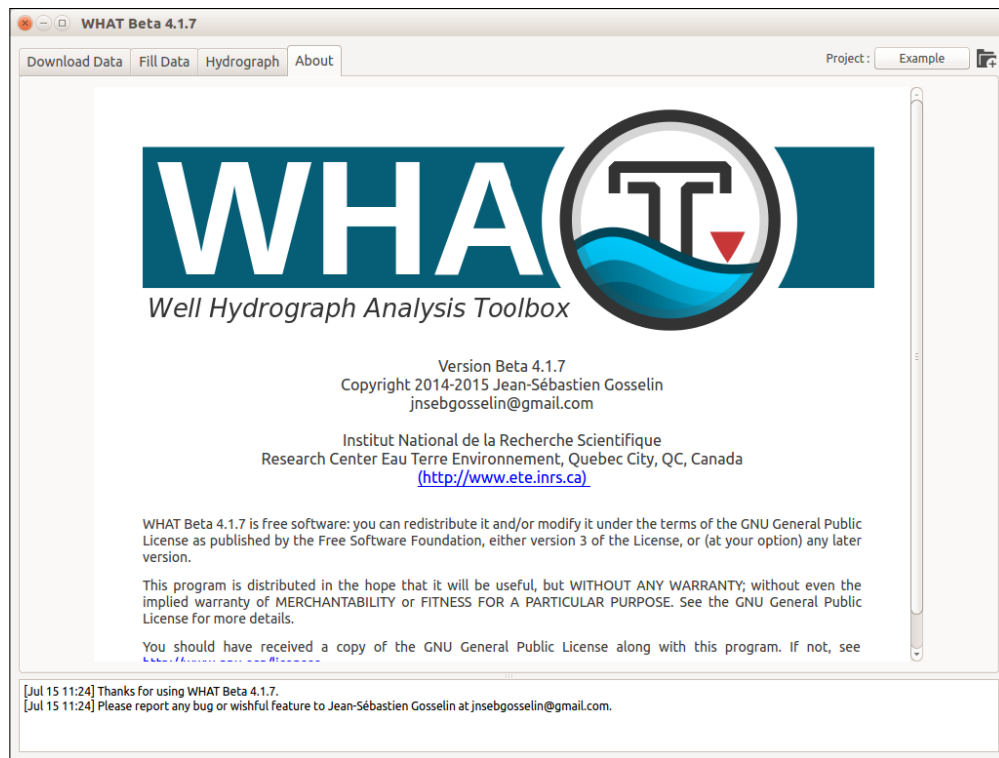 WHAT Beta 4.1.7
Download Data Fill Data Hydrograph About Project : Example
WHAT
Well Hydrograph Analysis Toolbox
Version Beta 4.1.7
Copyright 2014-2015 Jean-Sébastien Gosselin
jnsebgosselin@gmail.com
Institut National de la Recherche Scientifique
Research Center Eau Terre Environnement, Quebec City, QC, Canada
(http://www.ete.inrs.ca)
WHAT Beta 4.1.7 is free software: you can redistribute it and/or modify it under the terms of the GNU General Public
License as published by the Free Software Foundation, either version 3 of the License, or (at your option) any later
version.
This program is distributed in the hope that it will be useful, but WITHOUT ANY WARRANTY; without even the
implied warranty of MERCHANTABILITY or FITNESS FOR A PARTICULAR PURPOSE. See the GNU General Public
License for more details.
You should have received a copy of the GNU General Public License along with this program. If not, see
http://www.gnu.org/licenses
[Jul 15 11:24] Thanks for using WHAT Beta 4.1.7.
[Jul 15 11:24] Please report any bug or wishful feature to Jean-Sébastien Gosselin at jnsebgosselin@gmail.com.